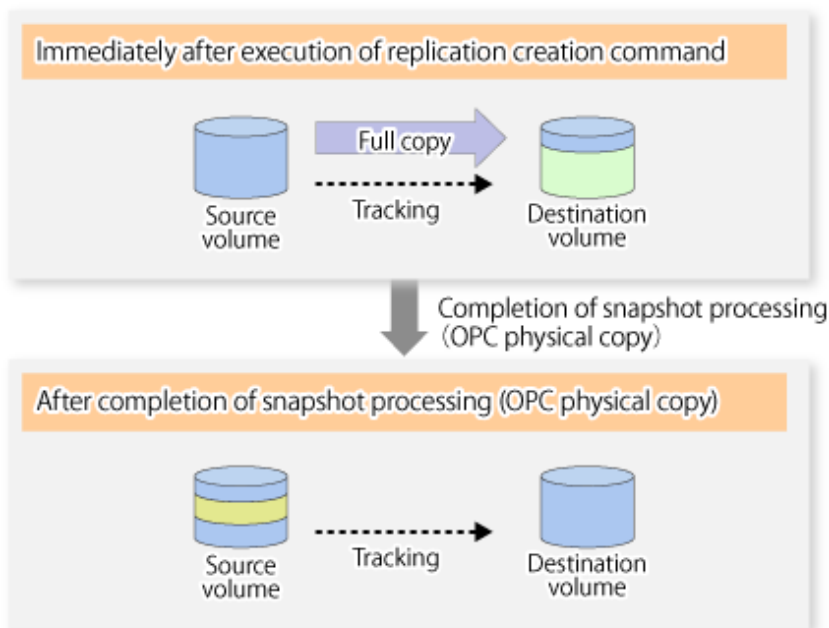 Immediately after execution of replication creation command
Full copy
Tracking
Source
volume
Destination
volume
Completion of snapshot processing
(OPC physical copy)
After completion of snapshot processing (OPC physical copy)
Tracking
Source
volume
Destination
volume